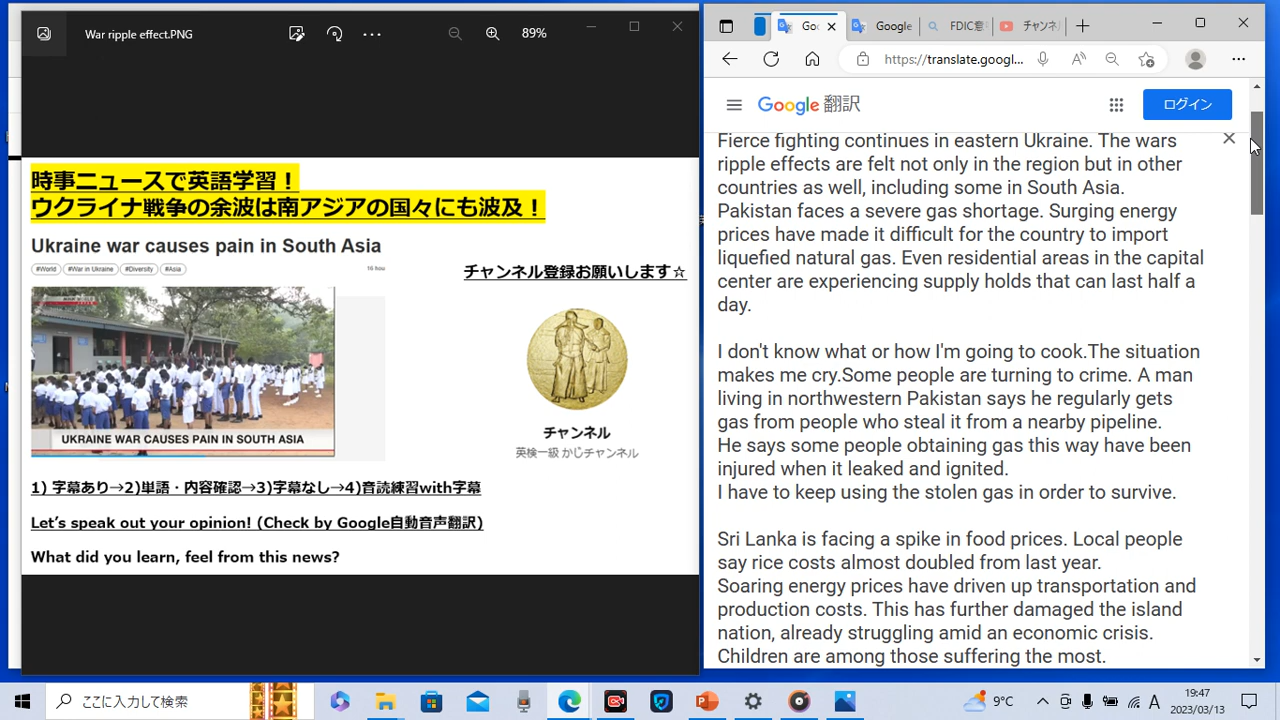 War ripple effect.PNG
89%
時事ニュースで英語学習！
ウクライナ戦争の余波は南アジアの国々にも波及！
Ukraine war causes pain in South Asia
#World #War in Ukraine #Diversity #Asia
16 hou
チャンネル登録お願いします☆
UKRAINE WAR CAUSES PAIN IN SOUTH ASIA
チャンネル
英検一級 かじチャンネル
1) 字幕あり→2)単語・内容確認→3)字幕なし→4)音読練習with字幕
Let's speak out your opinion! (Check by Google自動音声翻訳)
What did you learn, feel from this news?
Goo
Google
FDIC意
チャンネ
https://translate.googl...
Google 翻訳
ログイン
Fierce fighting continues in eastern Ukraine. The wars
ripple effects are felt not only in the region but in other
countries as well, including some in South Asia.
Pakistan faces a severe gas shortage. Surging energy
prices have made it difficult for the country to import
liquefied natural gas. Even residential areas in the capital
center are experiencing supply holds that can last half a
day.
I don't know what or how I'm going to cook.The situation
makes me cry.Some people are turning to crime. A man
living in northwestern Pakistan says he regularly gets
gas from people who steal it from a nearby pipeline.
He says some people obtaining gas this way have been
injured when it leaked and ignited.
I have to keep using the stolen gas in order to survive.
Sri Lanka is facing a spike in food prices. Local people
say rice costs almost doubled from last year.
Soaring energy prices have driven up transportation and
production costs. This has further damaged the island
nation, already struggling amid an economic crisis.
Children are among those suffering the most.
ここに入力して検索
9°C
A
19:47
2023/03/13